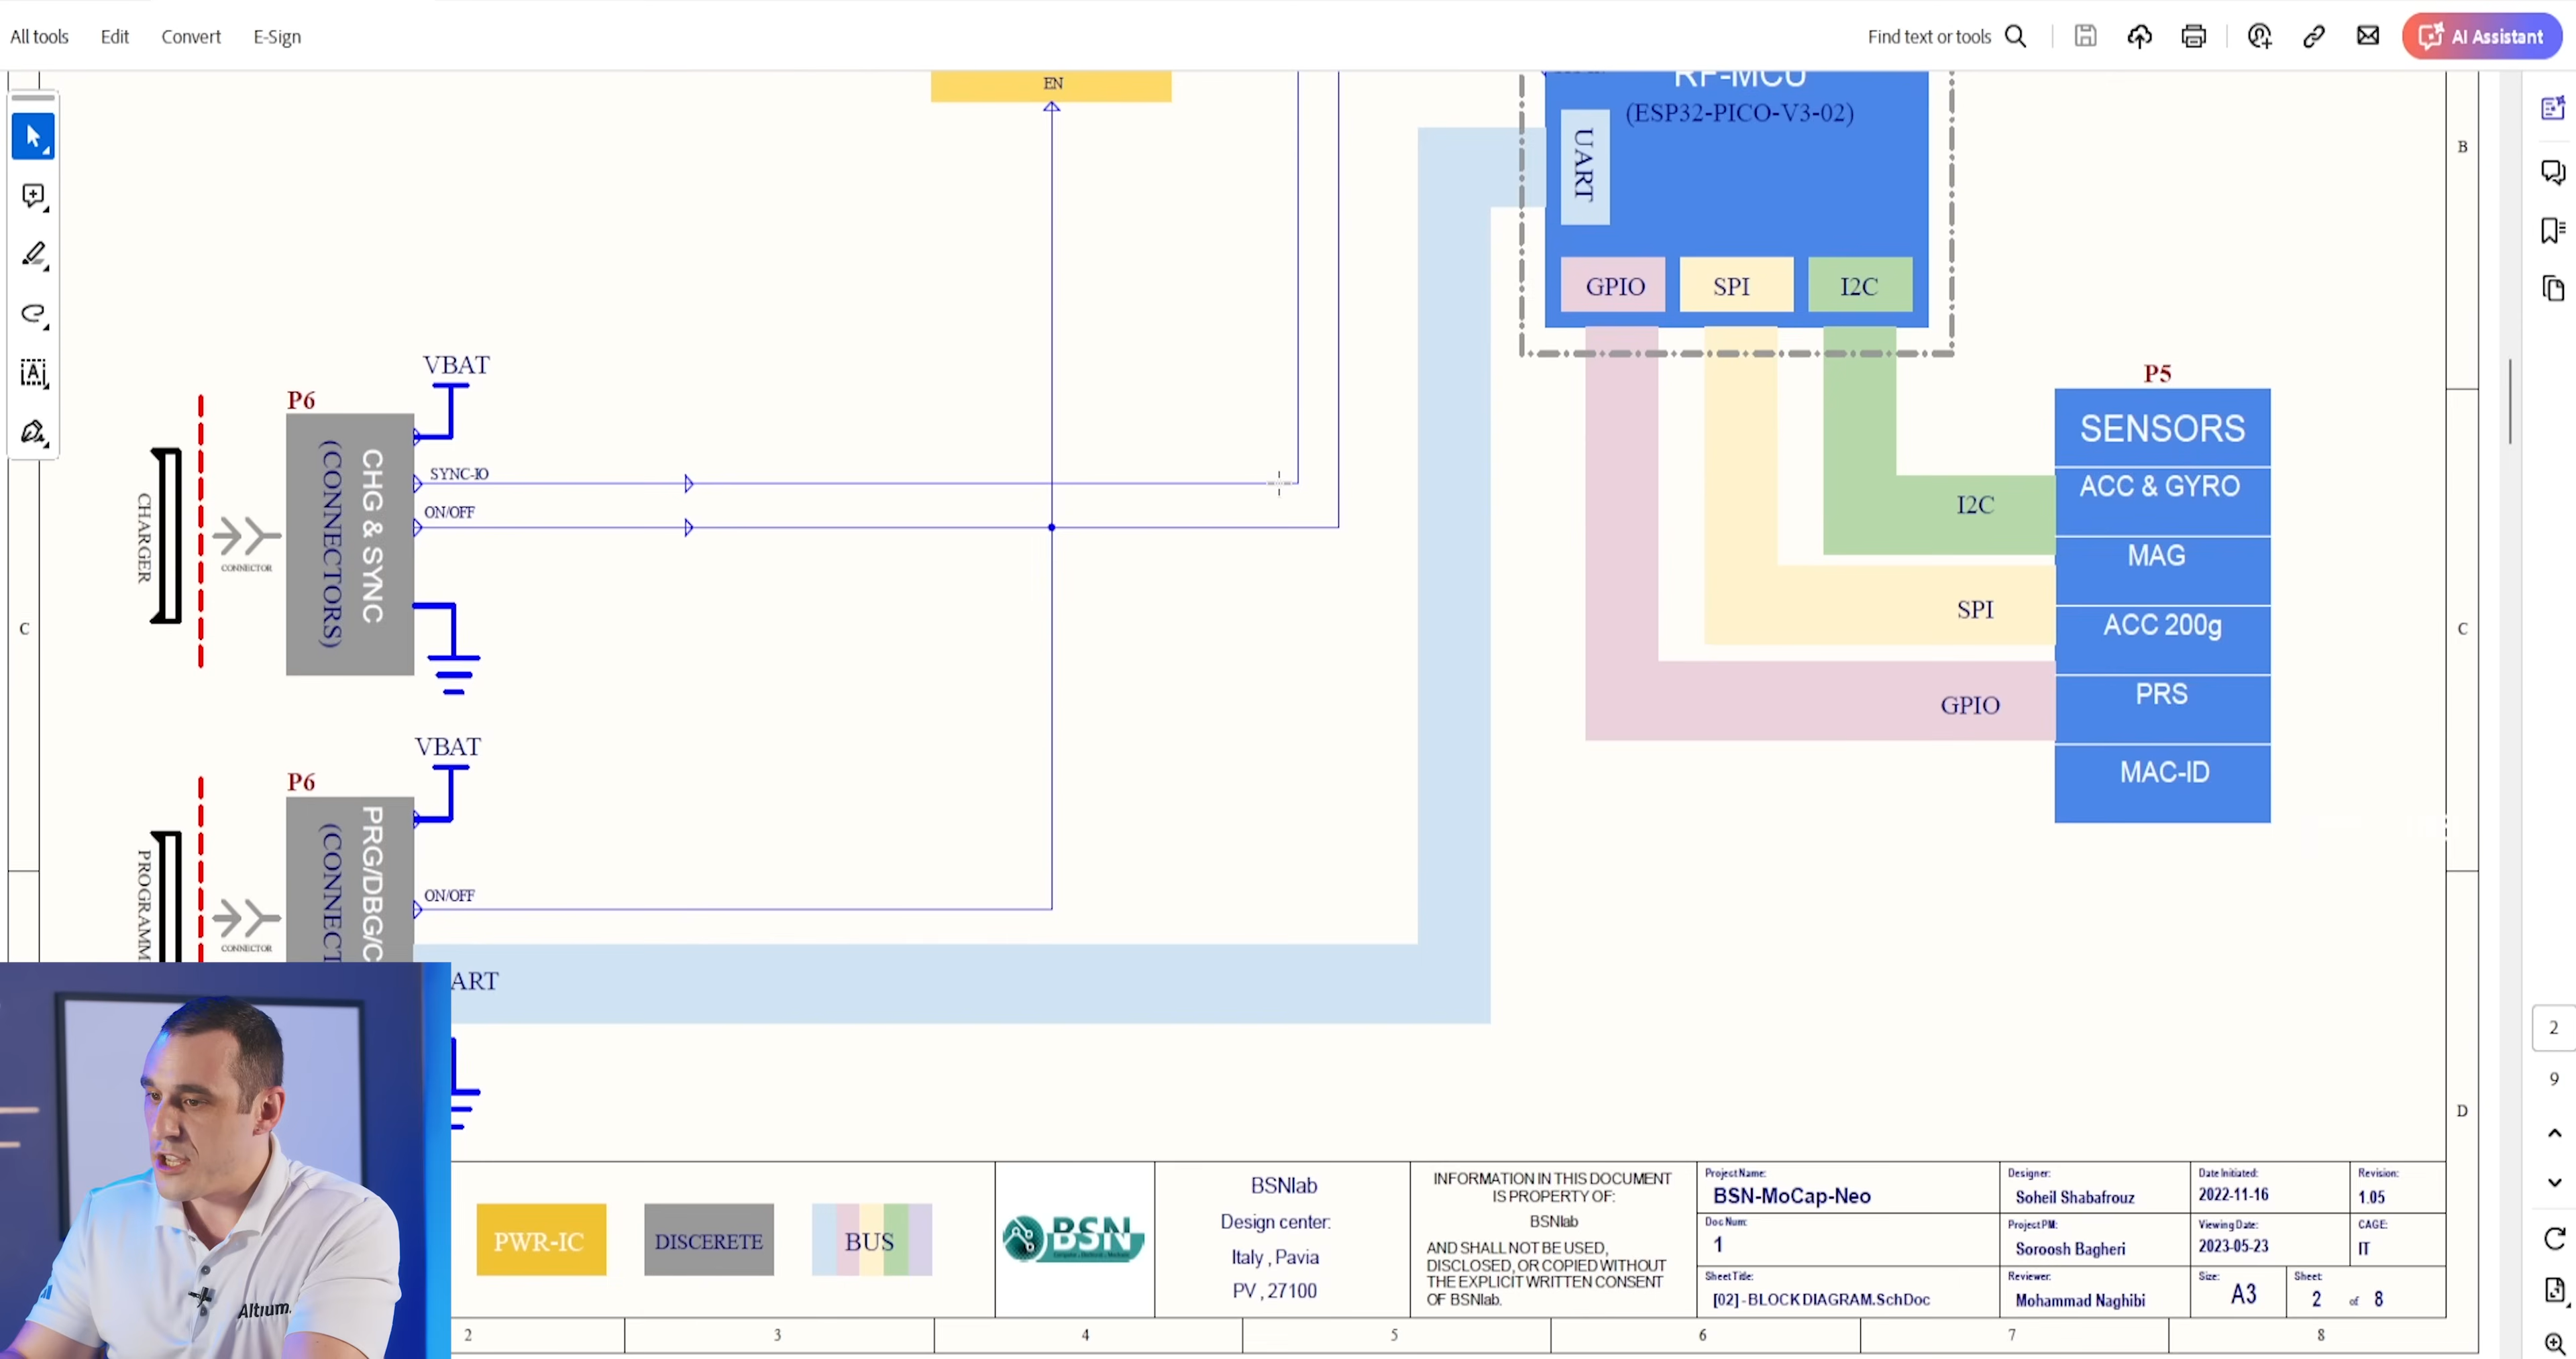 All tools Edit Convert E-Sign Find text or tools AI Assistant
EN
RF-MCU
(ESP32-PICO-V3-02)
B
UART
GPIO SPI I2C
VBAT
P6
CHG & SYNC
(CONNECTORS)
CHARGER
CONNECTOR
SYNC-IO
ON/OFF
P5
SENSORS
ACC & GYRO
MAG
ACC 200g
PRS
MAC-ID
I2C
SPI
GPIO
C
C
VBAT
P6
PRG/DBG/C
(CONNECT
PROGRAMM
CONNECTOR
ON/OFF
ART
2
9
D
PWR-IC
DISCERETE
BUS
BSN
BSNlab
Design center:
Italy , Pavia
PV , 27100
INFORMATION IN THIS DOCUMENT
IS PROPERTY OF:
BSNlab
AND SHALL NOT BE USED,
DISCLOSED, OR COPIED WITHOUT
THE EXPLICIT WRITTEN CONSENT
OF BSNlab.
Project Name:
BSN-MoCap-Neo
Doc Num:
1
Sheet Title:
[02] - BLOCK DIAGRAM.SchDoc
Designer:
Soheil Shabafrouz
Project PM:
Soroosh Bagheri
Reviewer:
Mohammad Naghibi
Date Initiated:
2022-11-16
Viewing Date:
2023-05-23
Size:
A3
Revision:
1.05
CAGE:
IT
Sheet:
2 of 8
Altium.
2 3 4 5 6 7 8